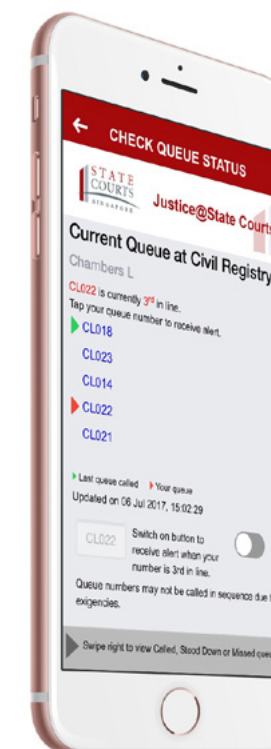 CHECK QUEUE STATUS
STATE
COURTS
SINGAPORE
Justice@State Courts
Current Queue at Civil Registry
Chambers L
CL022 is currently 3rd in line.
Tap your queue number to receive alert.
CL018
CL023
CL014
CL022
CL021
Last queue called Your queue
Updated on 06 Jul 2017, 15:02:29
CL022
Switch on button to
receive alert when your
number is 3rd in line.
Queue numbers may not be called in sequence due
exigencies.
Swipe right to view Called, Stood Down or Missed